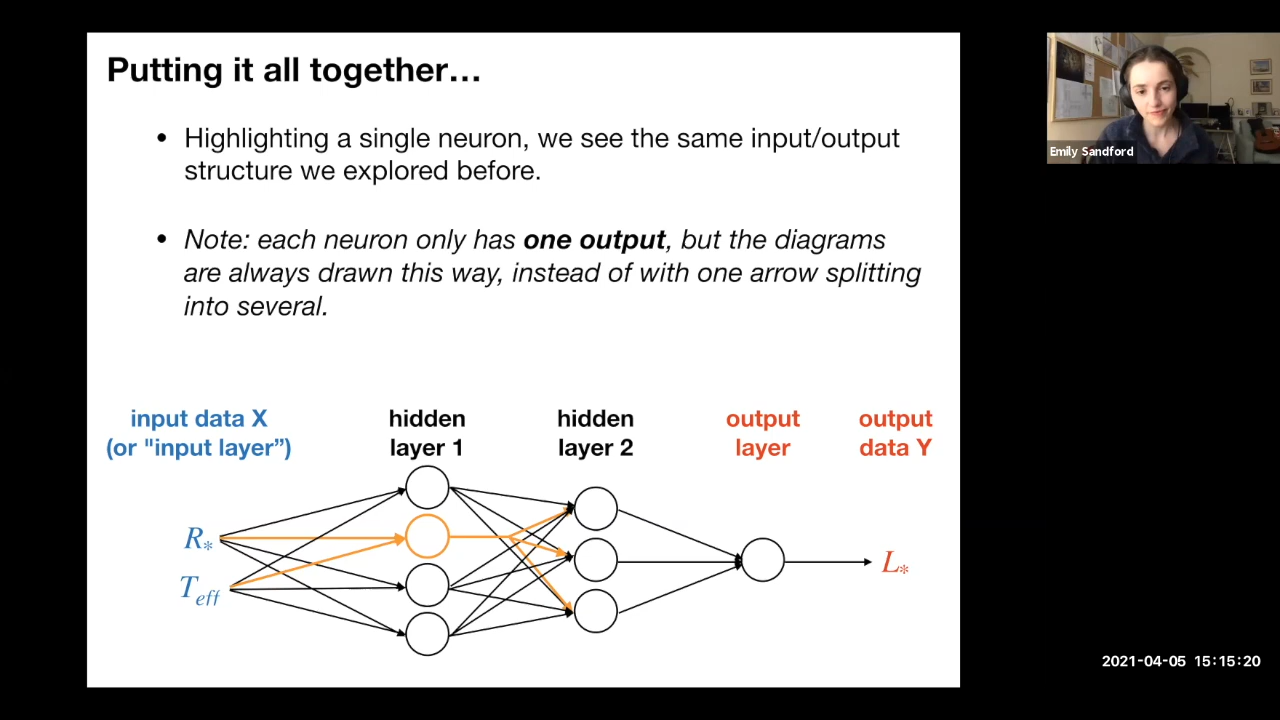 Putting it all together…
• Highlighting a single neuron, we see the same input/output
structure we explored before.
• Note: each neuron only has one output, but the diagrams
are always drawn this way, instead of with one arrow splitting
into several.
input data X
(or "input layer”)
hidden
layer 1
hidden
layer 2
output
layer
output
data Y
R*
Teff
L*
Emily Sandford
2021-04-05 15:15:20